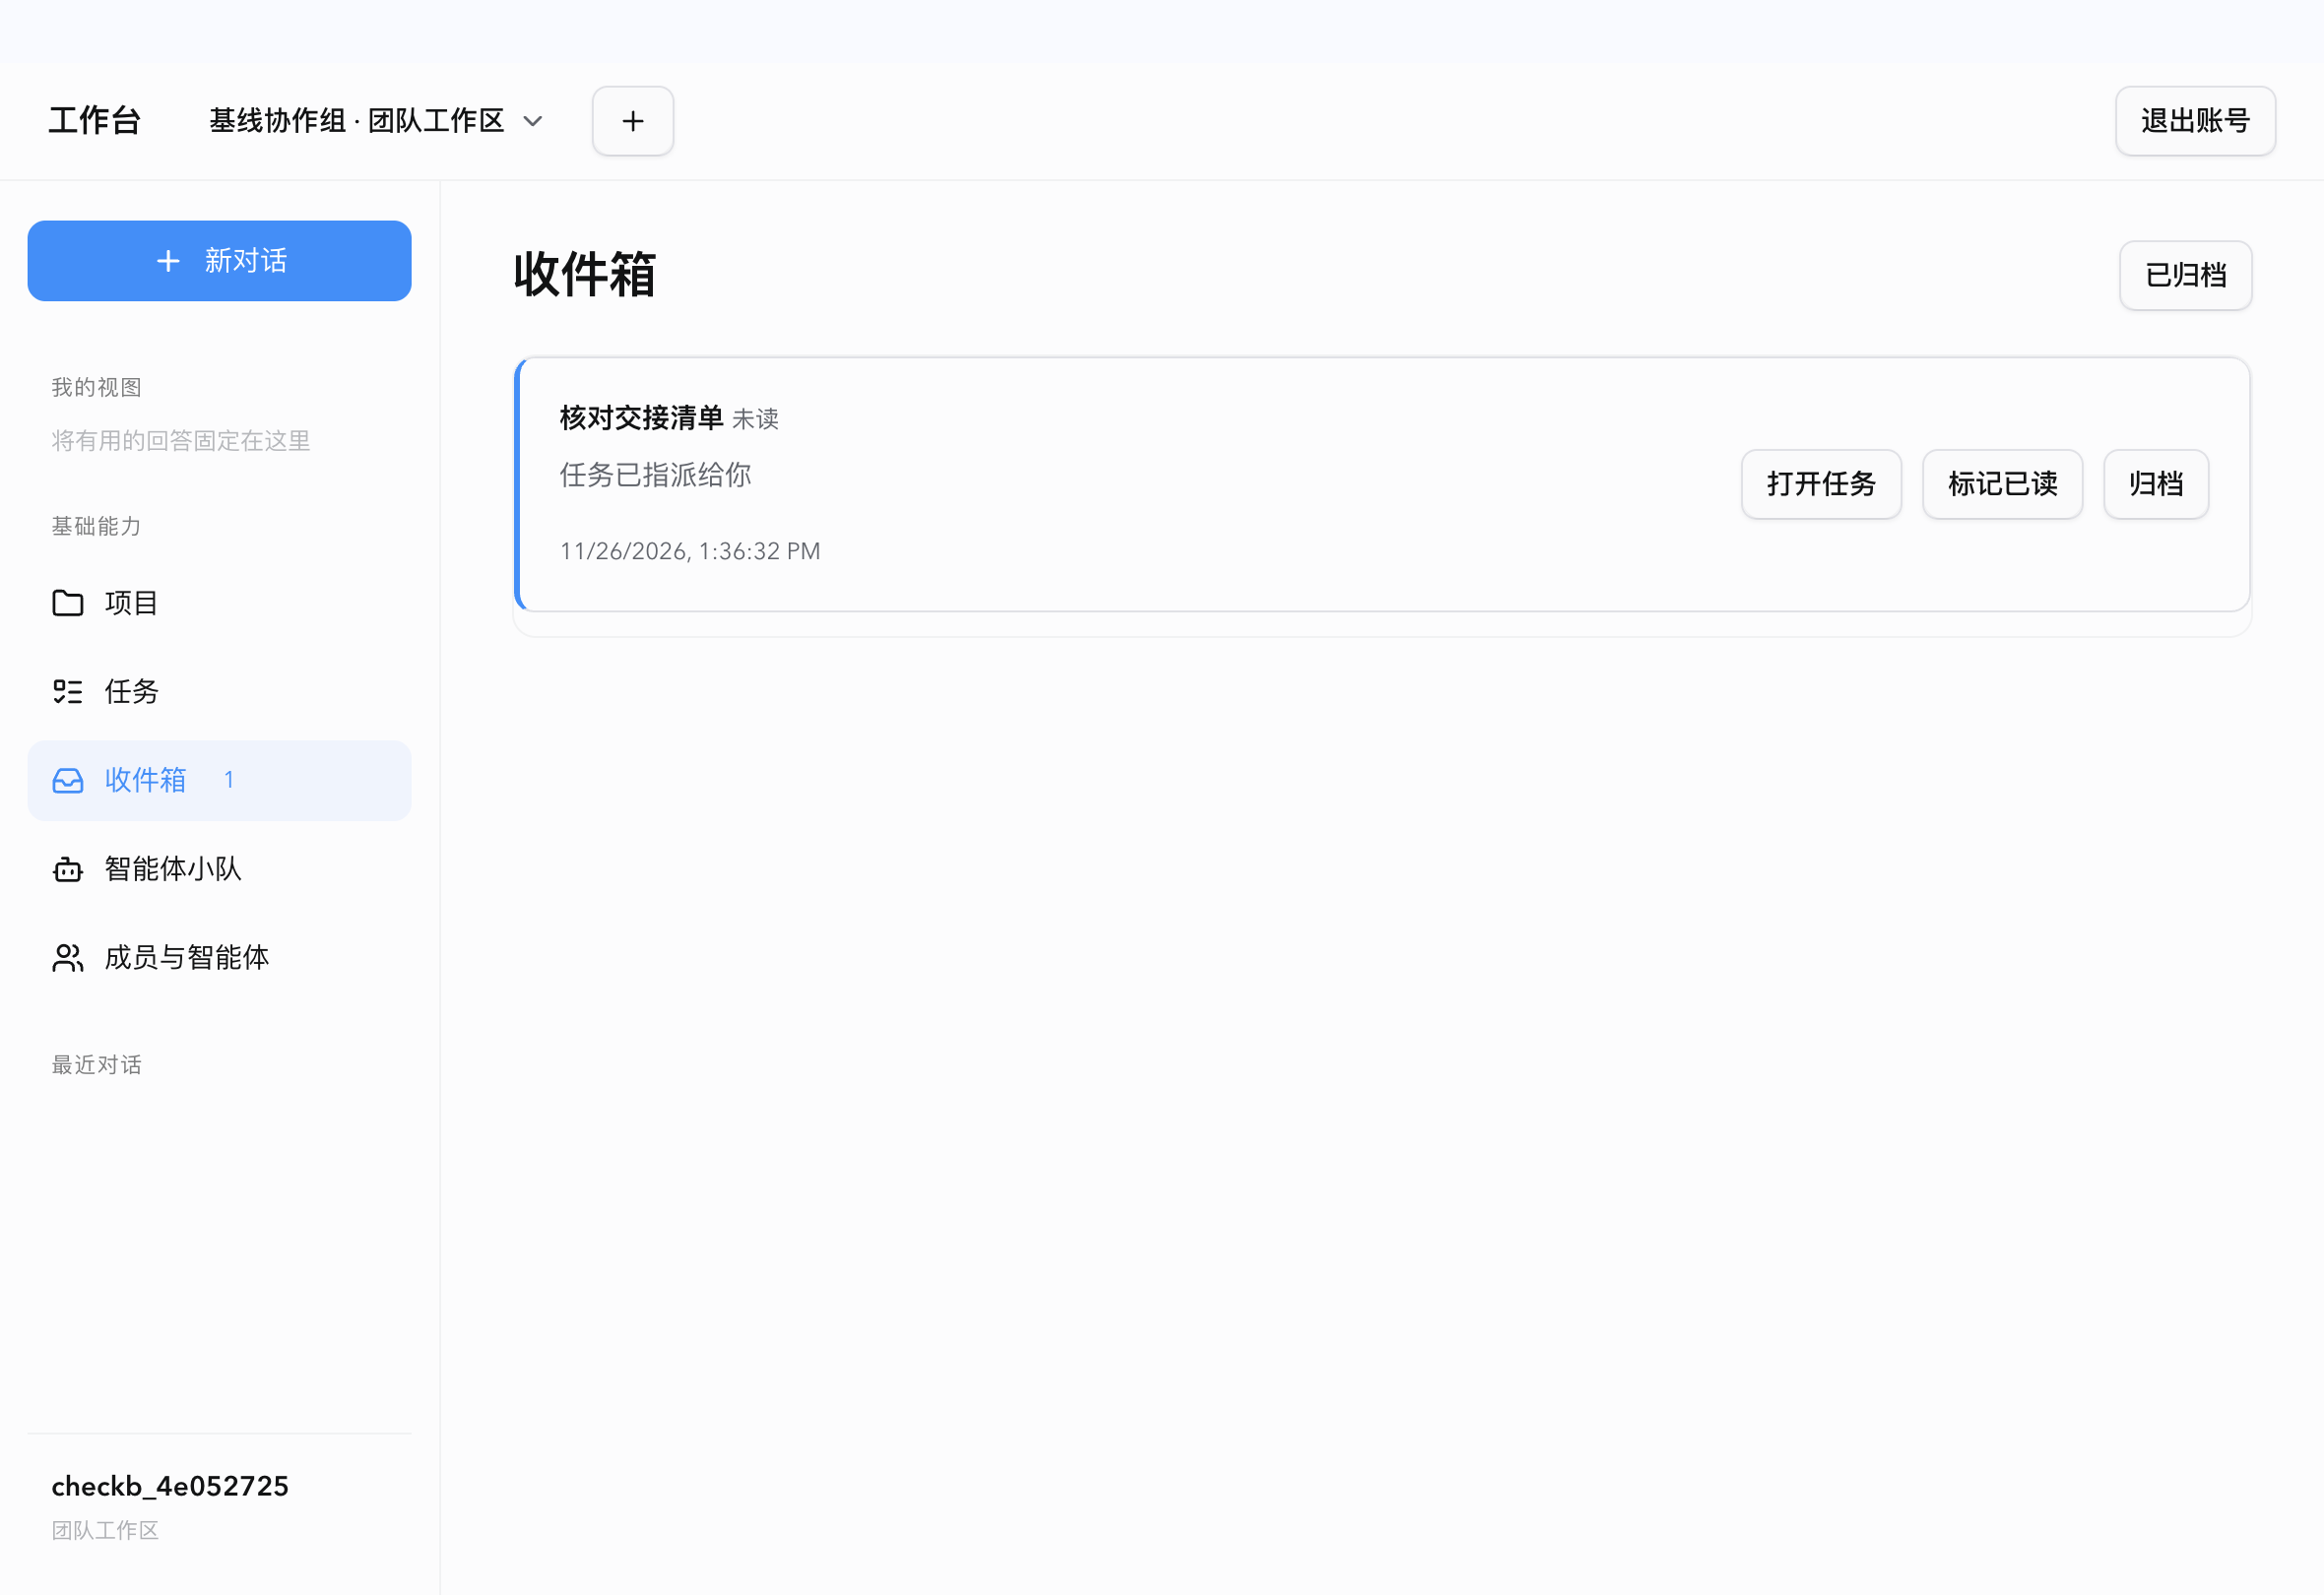 工作台
基线协作组 · 团队工作区
退出账号
新对话
我的视图
将有用的回答固定在这里
基础能力
项目
任务
收件箱 1
智能体小队
成员与智能体
最近对话
checkb_4e052725
团队工作区
收件箱
已归档
核对交接清单 未读
任务已指派给你
11/26/2026, 1:36:32 PM
打开任务
标记已读
归档